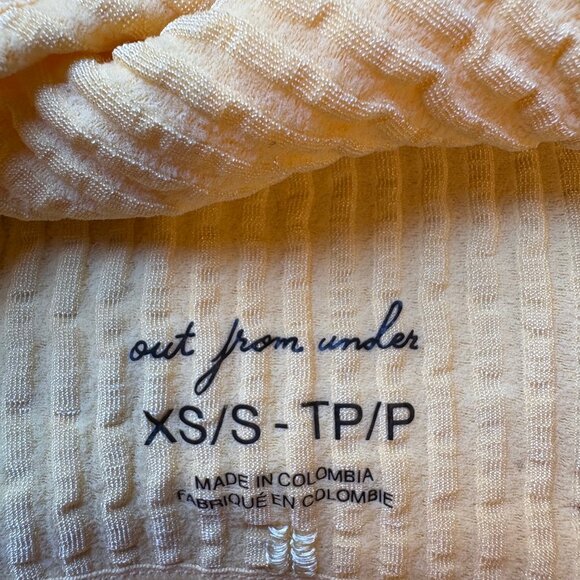 out from under
XS/S - TP/P
MADE IN COLOMBIA
FABRIQUÉ EN COLOMBIE